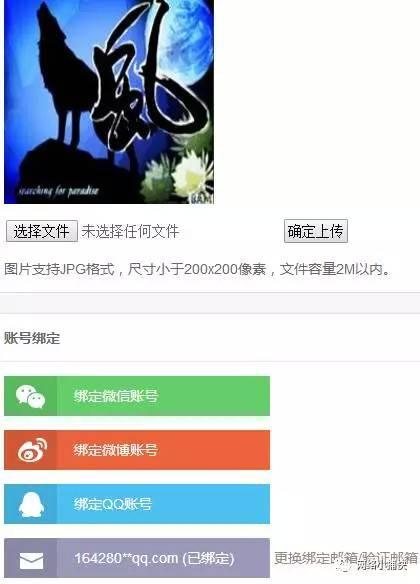 風
searching for paradise
选择文件 未选择任何文件 确定上传
图片支持JPG格式，尺寸小于200x200像素，文件容量2M以内。
账号绑定
绑定微信账号
绑定微博账号
绑定QQ账号
164280**qq.com (已绑定) 更换绑定邮箱/验证邮箱